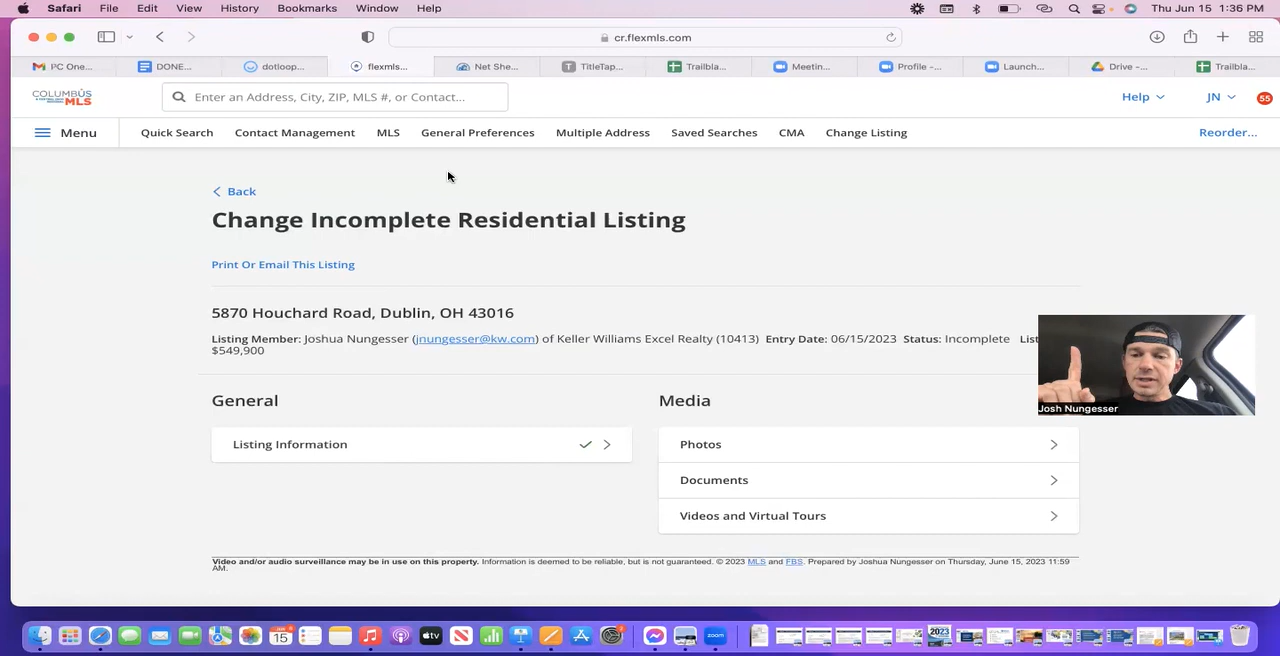 Safari File Edit View History Bookmarks Window Help Thu Jun 15 1:36 PM
cr.flexmls.com
PC One... DONE... dotloop... flexmls... Net She... TitleTap... Trailbla... Meetin... Profile -... Launch... Drive -... Trailbla...
COLUMBUS
MLS
Enter an Address, City, ZIP, MLS #, or Contact...
Help JN 55
Menu Quick Search Contact Management MLS General Preferences Multiple Address Saved Searches CMA Change Listing Reorder...
Back
Change Incomplete Residential Listing
Print Or Email This Listing
5870 Houchard Road, Dublin, OH 43016
Listing Member: Joshua Nungesser (jnungesser@kw.com) of Keller Williams Excel Realty (10413) Entry Date: 06/15/2023 Status: Incomplete List
$549,900
General
Media
Josh Nungesser
Listing Information
Photos
Documents
Videos and Virtual Tours
Video and/or audio surveillance may be in use on this property. Information is deemed to be reliable, but is not guaranteed. © 2023 MLS and FBS. Prepared by Joshua Nungesser on Thursday, June 15, 2023 11:59
AM.
15
tv
2023
zoom